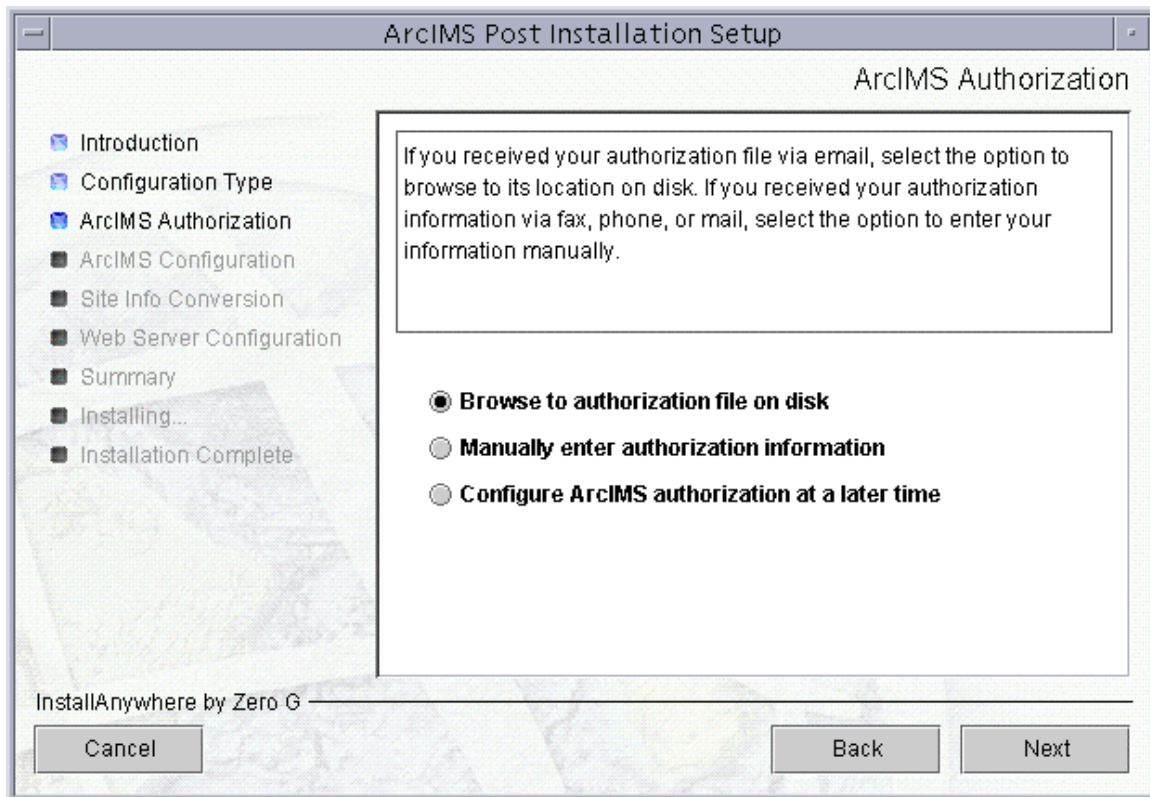 ArcIMS Post Installation Setup
ArcIMS Authorization
Introduction
Configuration Type
ArcIMS Authorization
ArcIMS Configuration
Site Info Conversion
Web Server Configuration
Summary
Installing...
Installation Complete
If you received your authorization file via email, select the option to
browse to its location on disk. If you received your authorization
information via fax, phone, or mail, select the option to enter your
information manually.
Browse to authorization file on disk
Manually enter authorization information
Configure ArcIMS authorization at a later time
InstallAnywhere by Zero G
Cancel
Back
Next